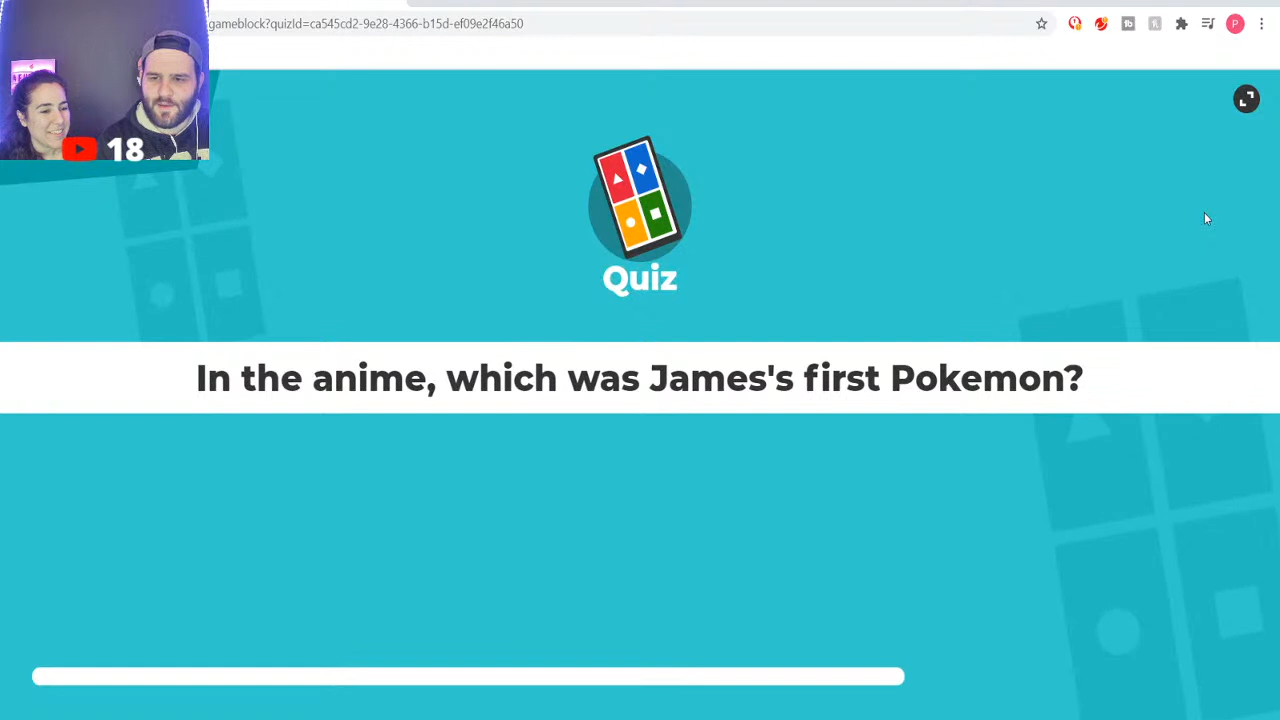 gameblock?quizId=ca545cd2-9e28-4366-b15d-ef09e2f46a50
P
18
Quiz
In the anime, which was James's first Pokemon?